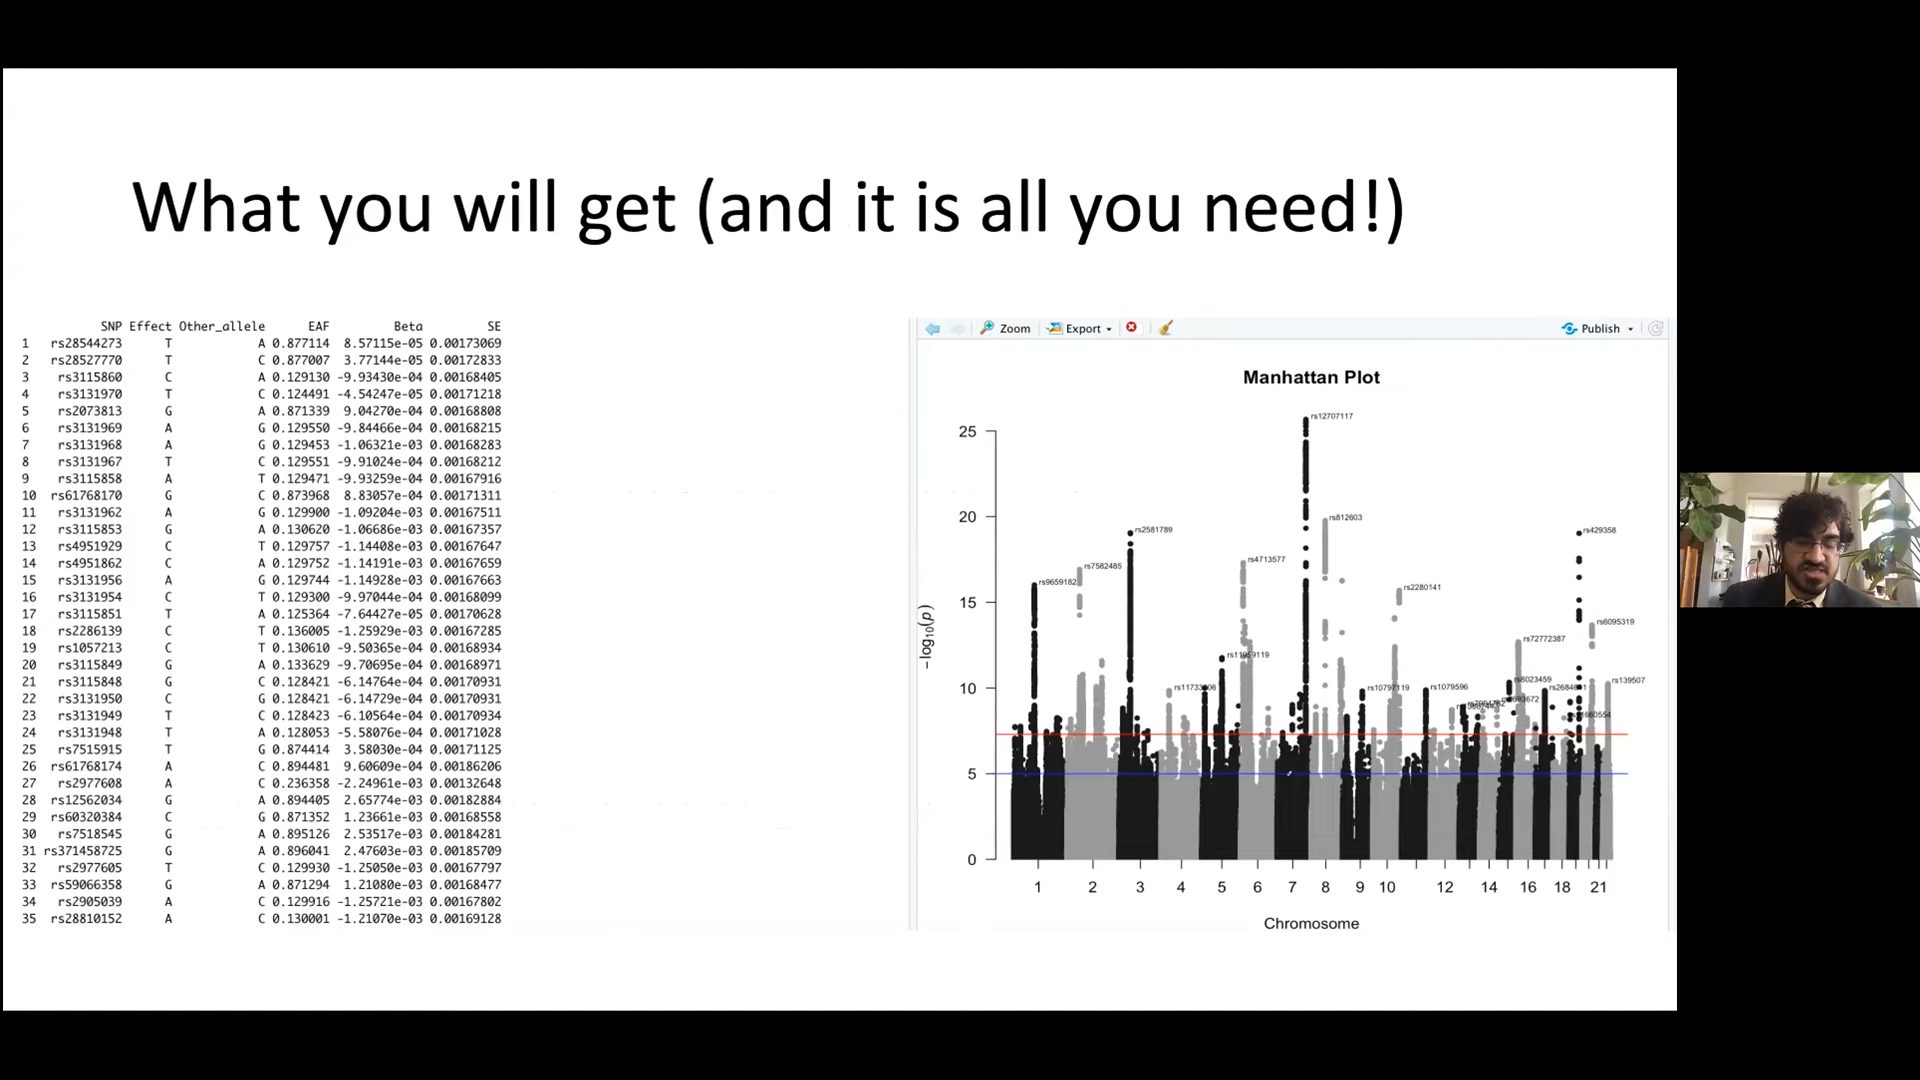 What you will get (and it is all you need!)
SNP Effect Other_allele EAF Beta SE
1 rs28544273 T A 0.877114 8.57115e-05 0.00173069
2 rs28527770 T C 0.877007 3.77144e-05 0.00172833
3 rs3115860 C A 0.129130 -9.93430e-04 0.00168405
4 rs3131970 T C 0.124491 -4.54247e-05 0.00171218
5 rs2073813 G A 0.871339 9.04270e-04 0.00168808
6 rs3131969 A G 0.129550 -9.84466e-04 0.00168215
7 rs3131968 A G 0.129453 -1.06321e-03 0.00168283
8 rs3131967 T C 0.129551 -9.91024e-04 0.00168212
9 rs3115858 A T 0.129471 -9.93259e-04 0.00167916
10 rs61768170 G C 0.873968 8.83057e-04 0.00171311
11 rs3131962 A G 0.129900 -1.09204e-03 0.00167511
12 rs3115853 G A 0.130620 -1.06686e-03 0.00167357
13 rs4951929 C T 0.129757 -1.14408e-03 0.00167647
14 rs4951862 C A 0.129752 -1.14191e-03 0.00167659
15 rs3131956 A G 0.129744 -1.14928e-03 0.00167663
16 rs3131954 C T 0.129300 -9.97044e-04 0.00168099
17 rs3115851 T A 0.125364 -7.64427e-05 0.00170628
18 rs2286139 C T 0.136005 -1.25929e-03 0.00167285
19 rs1057213 C T 0.130610 -9.50365e-04 0.00168934
20 rs3115849 G A 0.133629 -9.70695e-04 0.00168971
21 rs3115848 G C 0.128421 -6.14764e-04 0.00170931
22 rs3131950 C G 0.128421 -6.14729e-04 0.00170931
23 rs3131949 T C 0.128423 -6.10564e-04 0.00170934
24 rs3131948 T A 0.128053 -5.58076e-04 0.00171028
25 rs7515915 T G 0.874414 3.58030e-04 0.00171125
26 rs61768174 A C 0.894481 9.60609e-04 0.00186206
27 rs2977608 A C 0.236358 -2.24961e-03 0.00132648
28 rs12562034 G A 0.894405 2.65774e-03 0.00182884
29 rs60320384 C G 0.871352 1.23661e-03 0.00168558
30 rs7518545 G A 0.895126 2.53517e-03 0.00184281
31 rs371458725 G A 0.896041 2.47603e-03 0.00185709
32 rs2977605 T C 0.129930 -1.25050e-03 0.00167797
33 rs59066358 G A 0.871294 1.21080e-03 0.00168477
34 rs2905039 A C 0.129916 -1.25721e-03 0.00167802
35 rs28810152 A C 0.130001 -1.21070e-03 0.00169128
Zoom Export Publish
Manhattan Plot
rs12707117
25
20
rs812603
rs2581789
rs429358
rs4713577
rs7582485
rs9659182
rs2280141
15
rs6095319
rs72772387
rs11959119
rs8023459
rs139507
10
rs10797119
rs1079596
−log10(p)
5
0
1 2 3 4 5 6 7 8 9 10 12 14 16 18 21
Chromosome